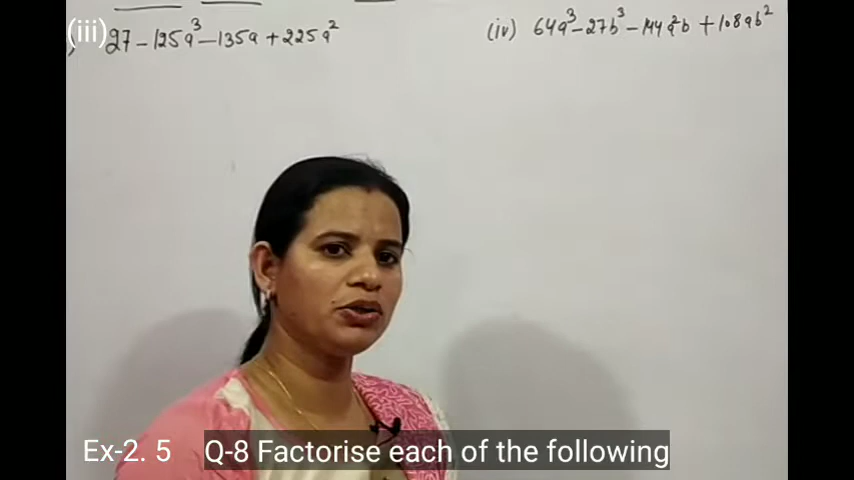 (iii) 27 - 125a³ - 135a + 225a²
(iv) 64a³ - 27b³ - 144a²b + 108ab²
Ex-2. 5 Q-8 Factorise each of the following